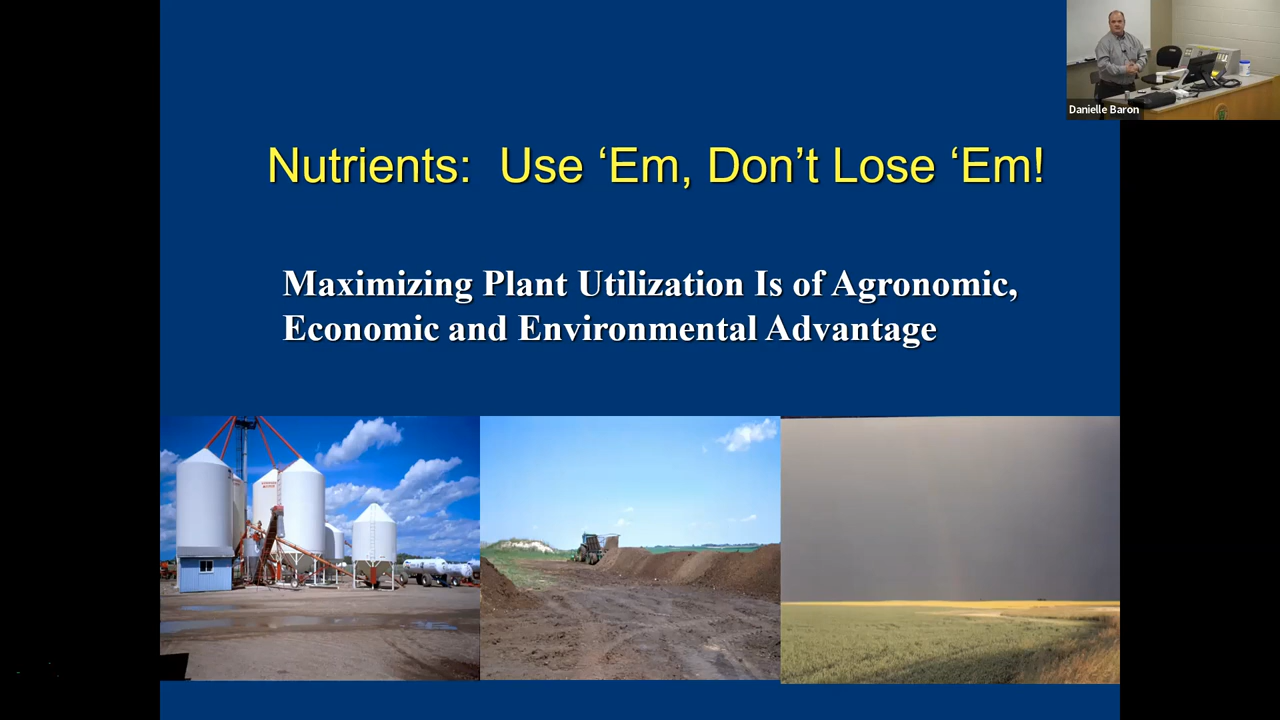 Danielle Baron
Nutrients: Use ‘Em, Don’t Lose ‘Em!
Maximizing Plant Utilization Is of Agronomic,
Economic and Environmental Advantage